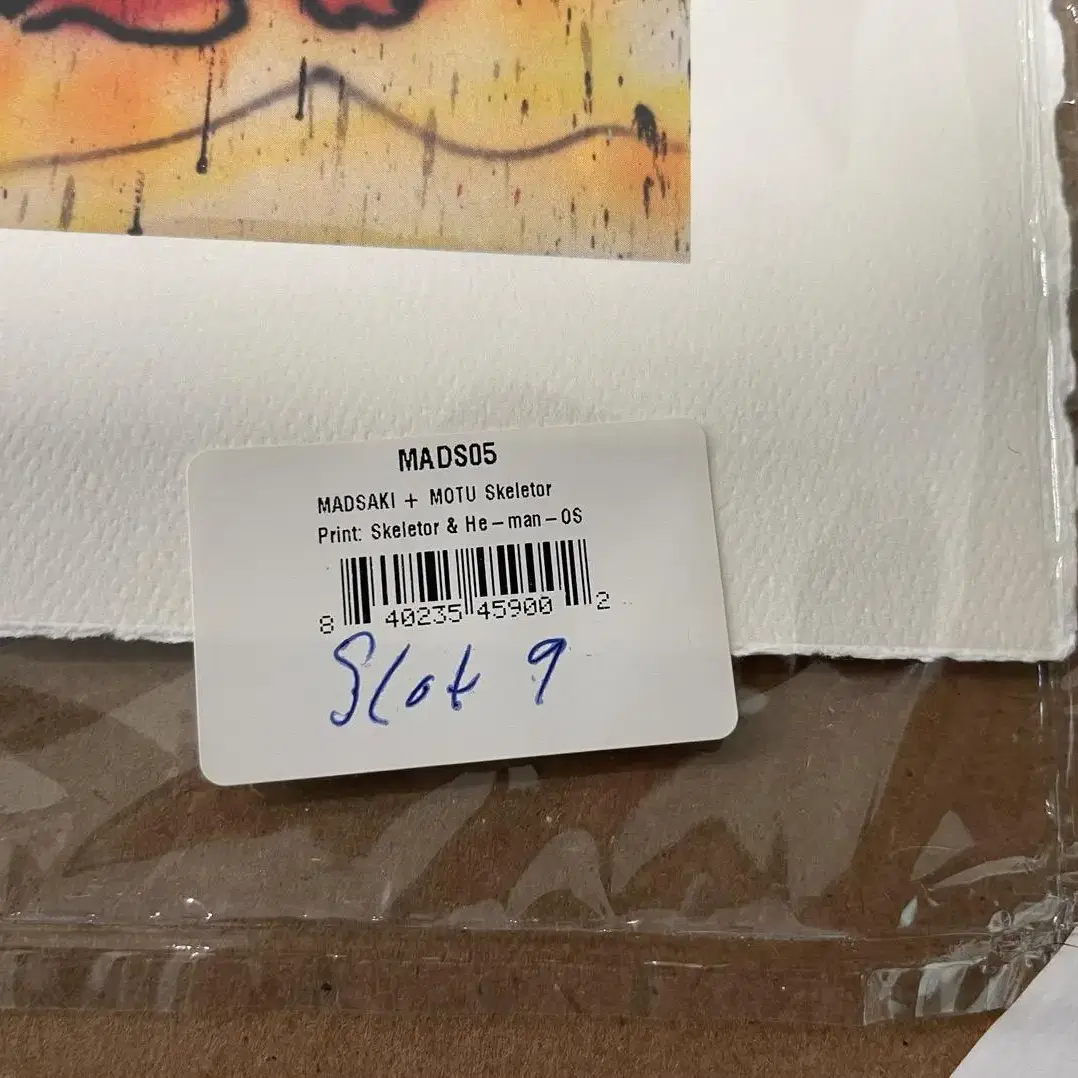 MADS05
MADSAKI + MOTU Skeletor
Print: Skeletor & He-man-OS
8 40235 45900 2
Slot 9